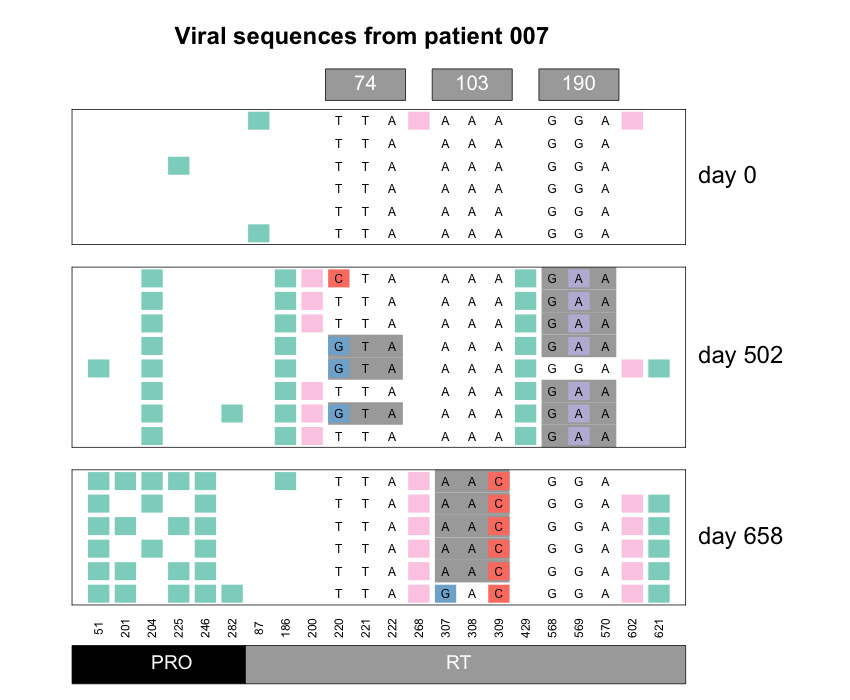 Viral sequences from patient 007
74 103 190
T T A A A A G G A
T T A A A A G G A
T T A A A A G G A
T T A A A A G G A
T T A A A A G G A
T T A A A A G G A
day 0
C T A A A A G A A
T T A A A A G A A
T T A A A A G A A
G T A A A A G A A
G T A A A A G G A
T T A A A A G A A
G T A A A A G A A
T T A A A A G A A
day 502
T T A A A C G G A
T T A A A C G G A
T T A A A C G G A
T T A A A C G G A
T T A A A C G G A
T T A G A C G G A
day 658
51 201 204 225 246 282 87 186 200 220 221 222 268 307 308 309 429 568 569 570 602 621
PRO RT